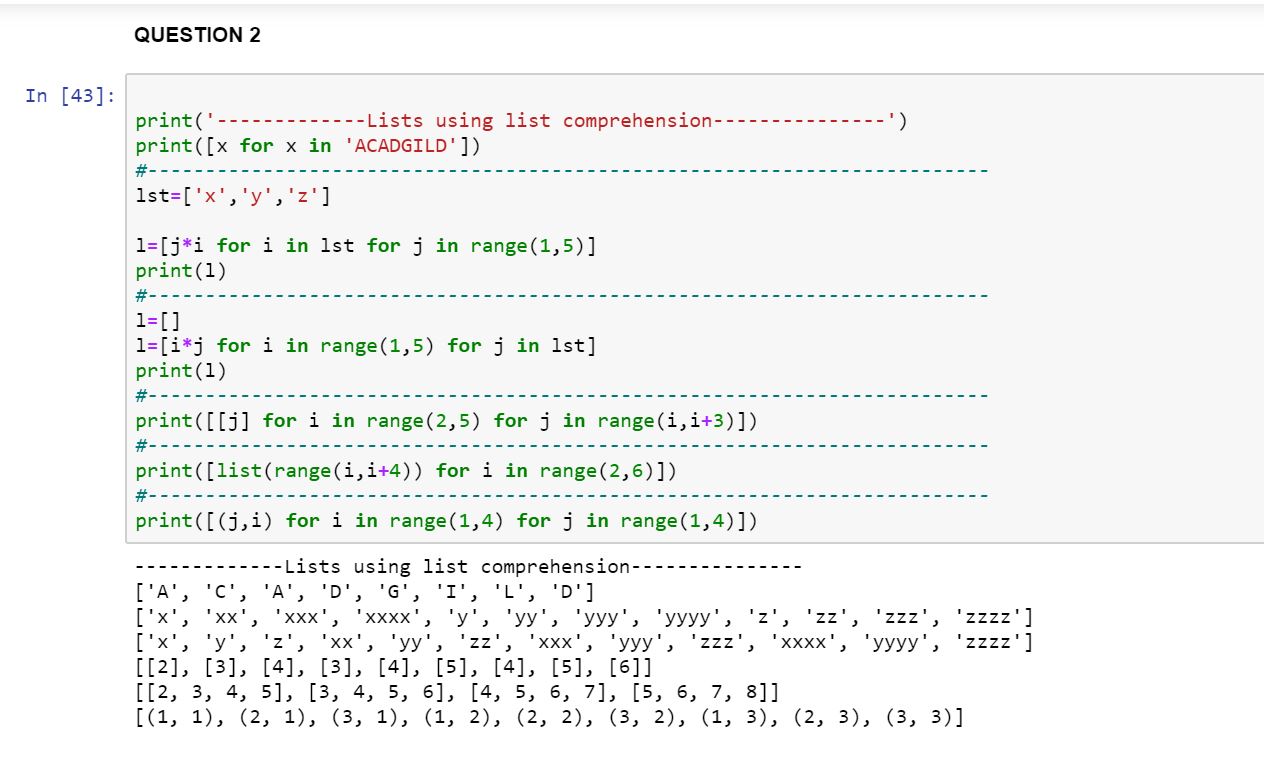 QUESTION 2
In [43]:
print('-------------Lists using list comprehension---------------')
print([x for x in 'ACADGILD'])
#-------------------------------------------------------------------------
lst=['x','y','z']
l=[j*i for i in lst for j in range(1,5)]
print(l)
#-------------------------------------------------------------------------
l=[]
l=[i*j for i in range(1,5) for j in lst]
print(l)
#-------------------------------------------------------------------------
print([[j] for i in range(2,5) for j in range(i,i+3)])
#-------------------------------------------------------------------------
print([list(range(i,i+4)) for i in range(2,6)])
#-------------------------------------------------------------------------
print([(j,i) for i in range(1,4) for j in range(1,4)])
-------------Lists using list comprehension---------------
['A', 'C', 'A', 'D', 'G', 'I', 'L', 'D']
['x', 'xx', 'xxx', 'xxxx', 'y', 'yy', 'yyy', 'yyyy', 'z', 'zz', 'zzz', 'zzzz']
['x', 'y', 'z', 'xx', 'yy', 'zz', 'xxx', 'yyy', 'zzz', 'xxxx', 'yyyy', 'zzzz']
[[2], [3], [4], [3], [4], [5], [4], [5], [6]]
[[2, 3, 4, 5], [3, 4, 5, 6], [4, 5, 6, 7], [5, 6, 7, 8]]
[(1, 1), (2, 1), (3, 1), (1, 2), (2, 2), (3, 2), (1, 3), (2, 3), (3, 3)]